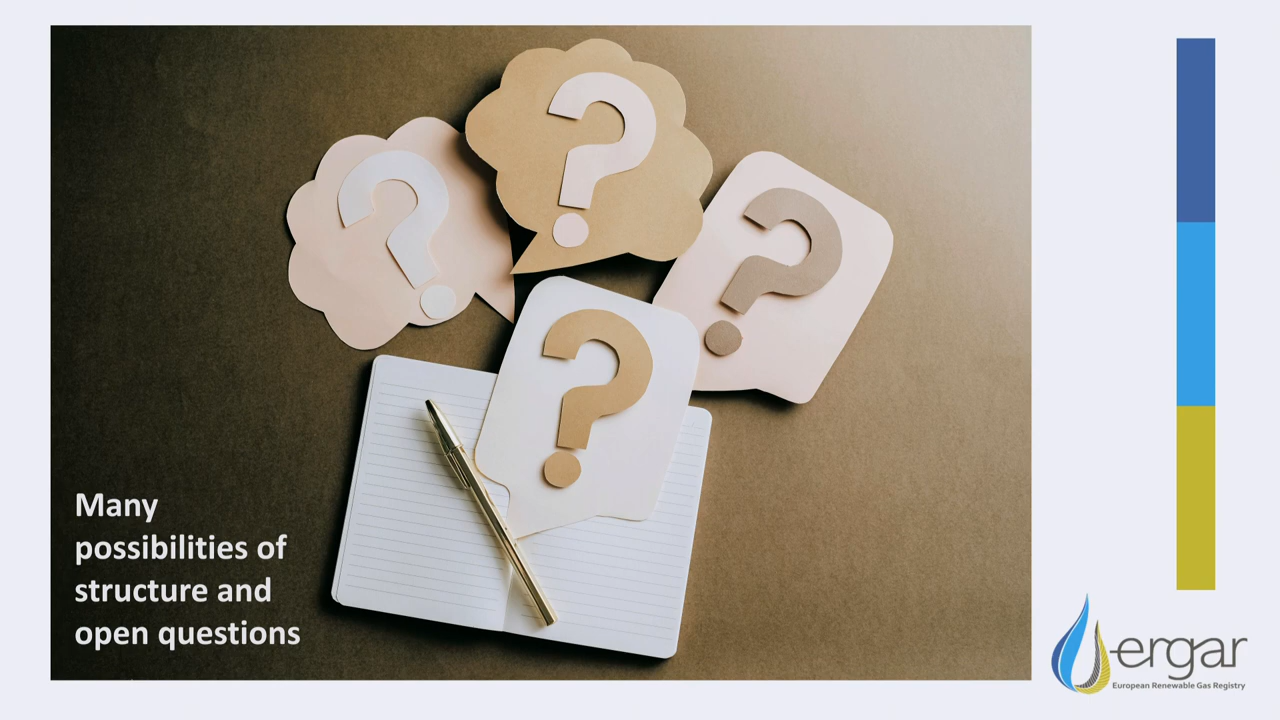 Many
possibilities of
structure and
open questions
ergar
European Renewable Gas Registry